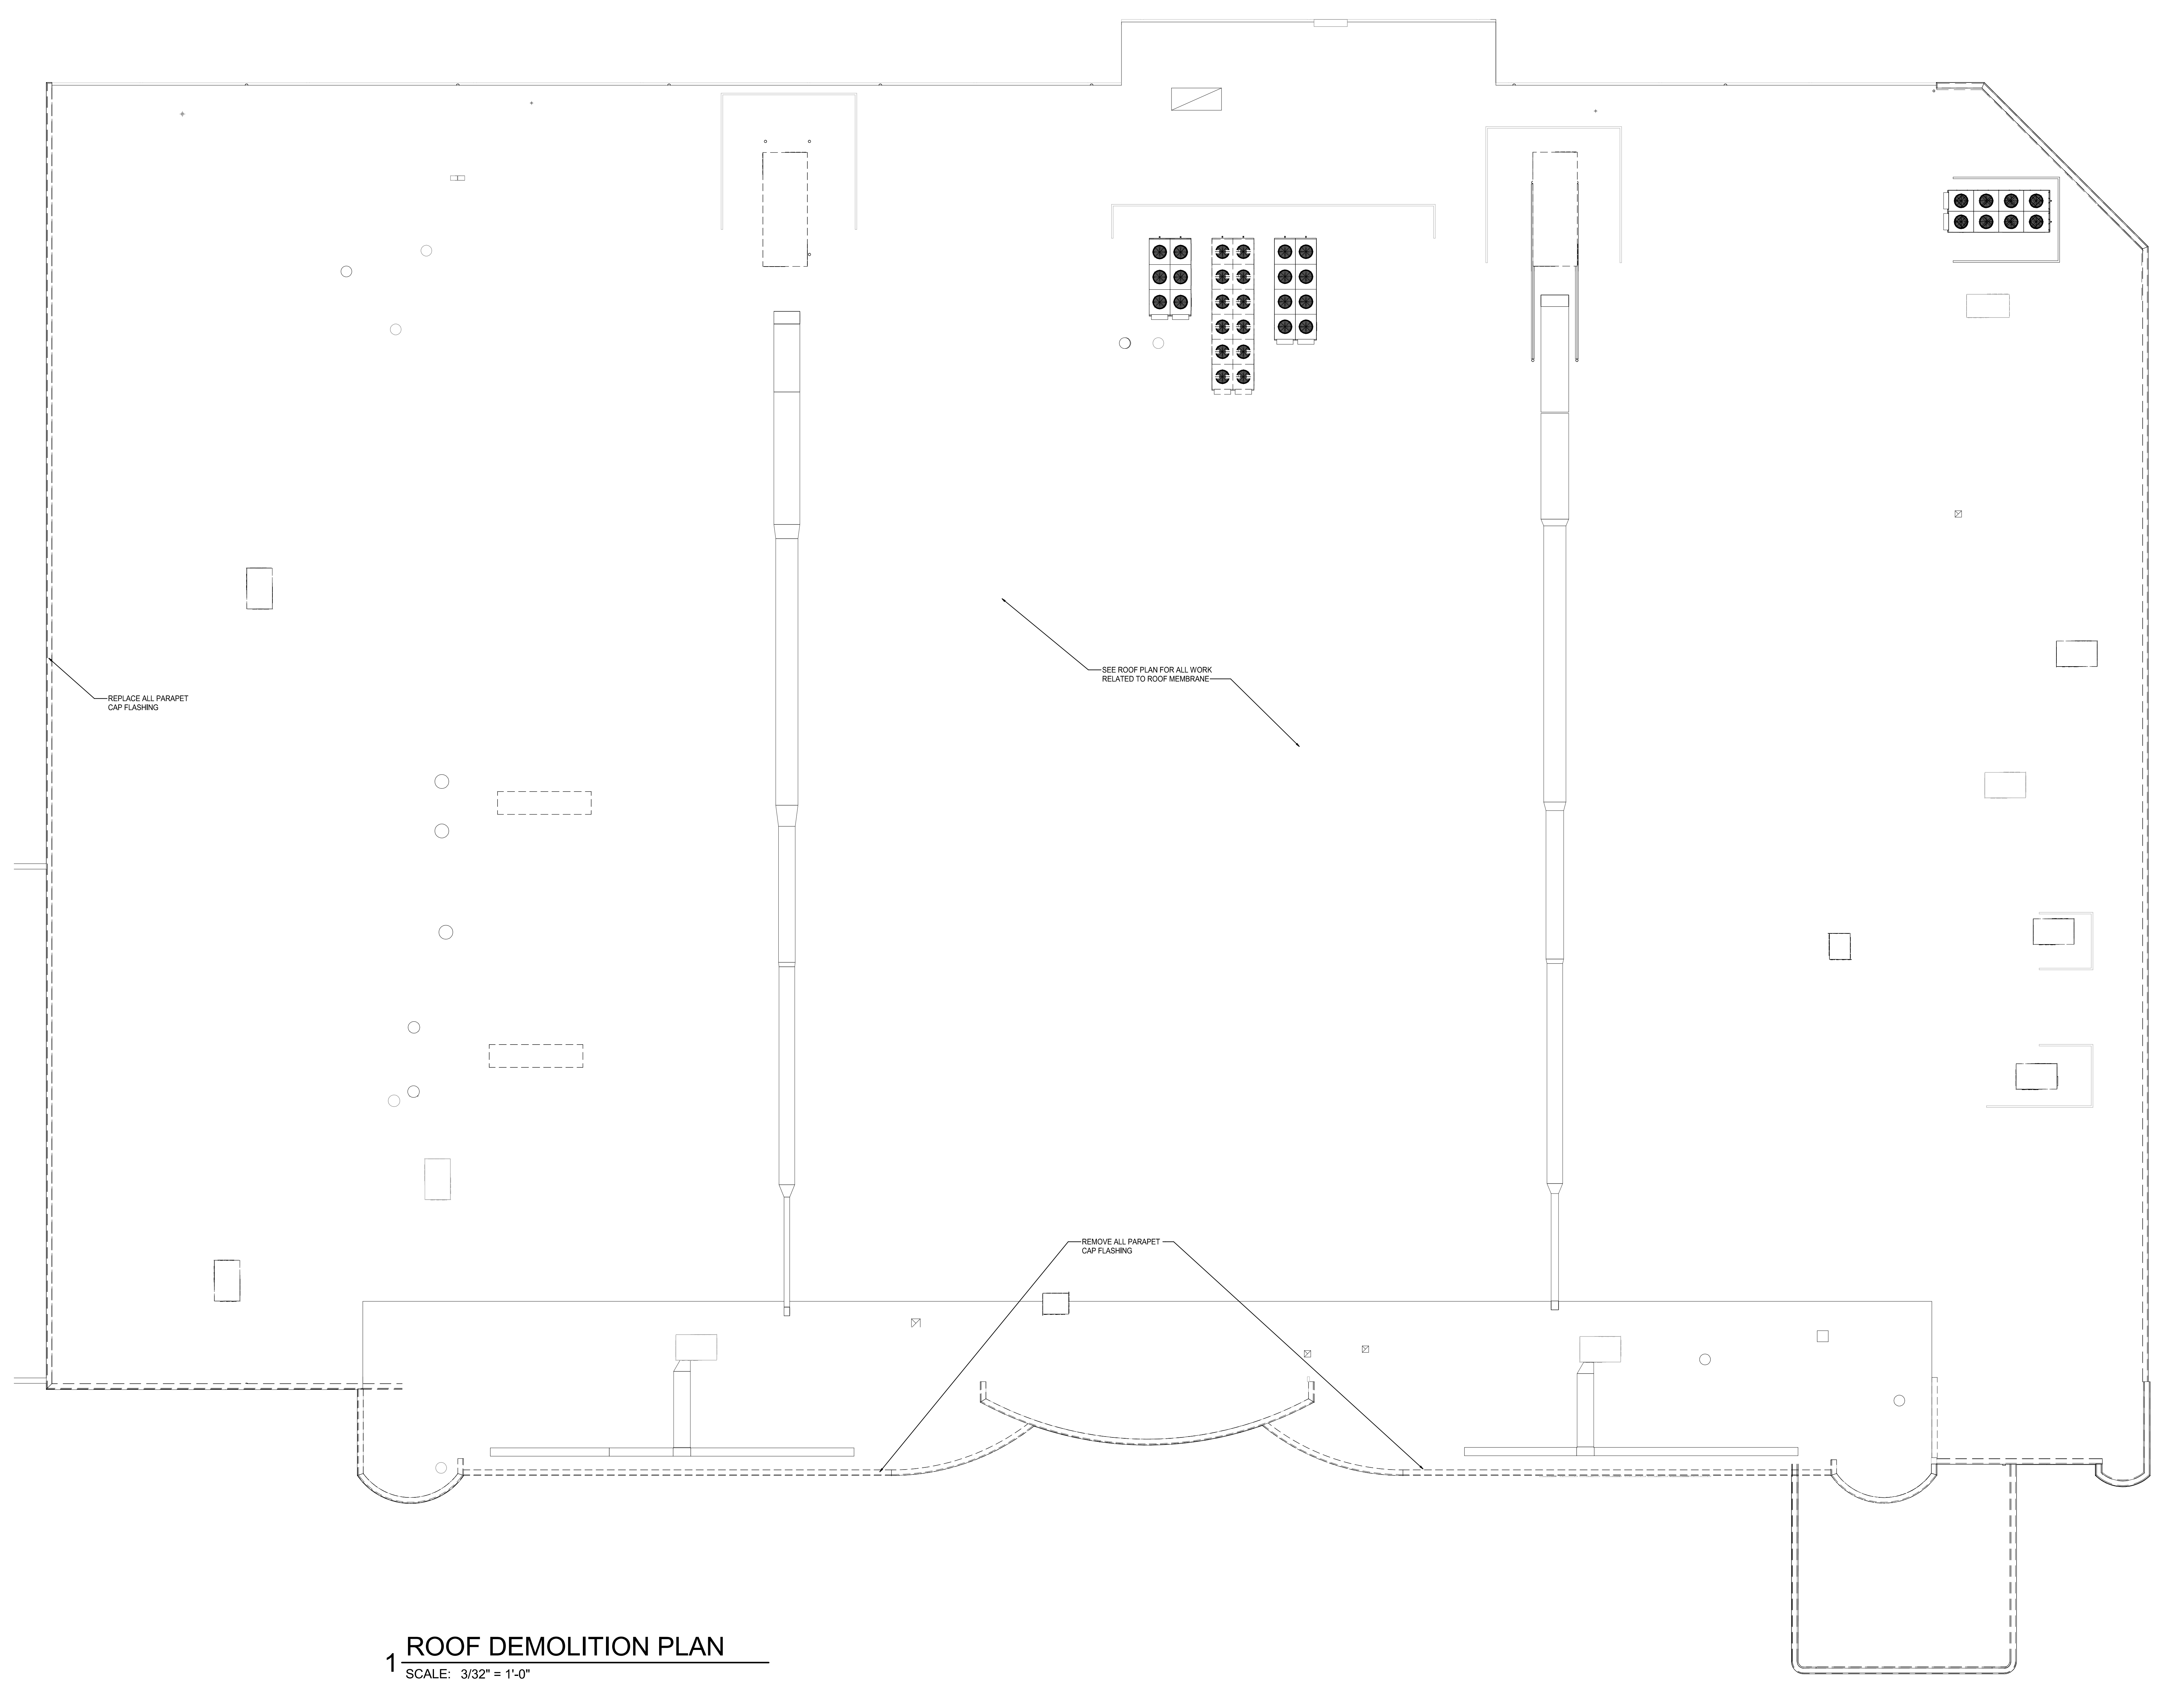 SEE ROOF PLAN FOR ALL WORK
RELATED TO ROOF MEMBRANE
REPLACE ALL PARAPET
CAP FLASHING
REMOVE ALL PARAPET
CAP FLASHING
1
ROOF DEMOLITION PLAN
SCALE: 3/32" = 1'-0"